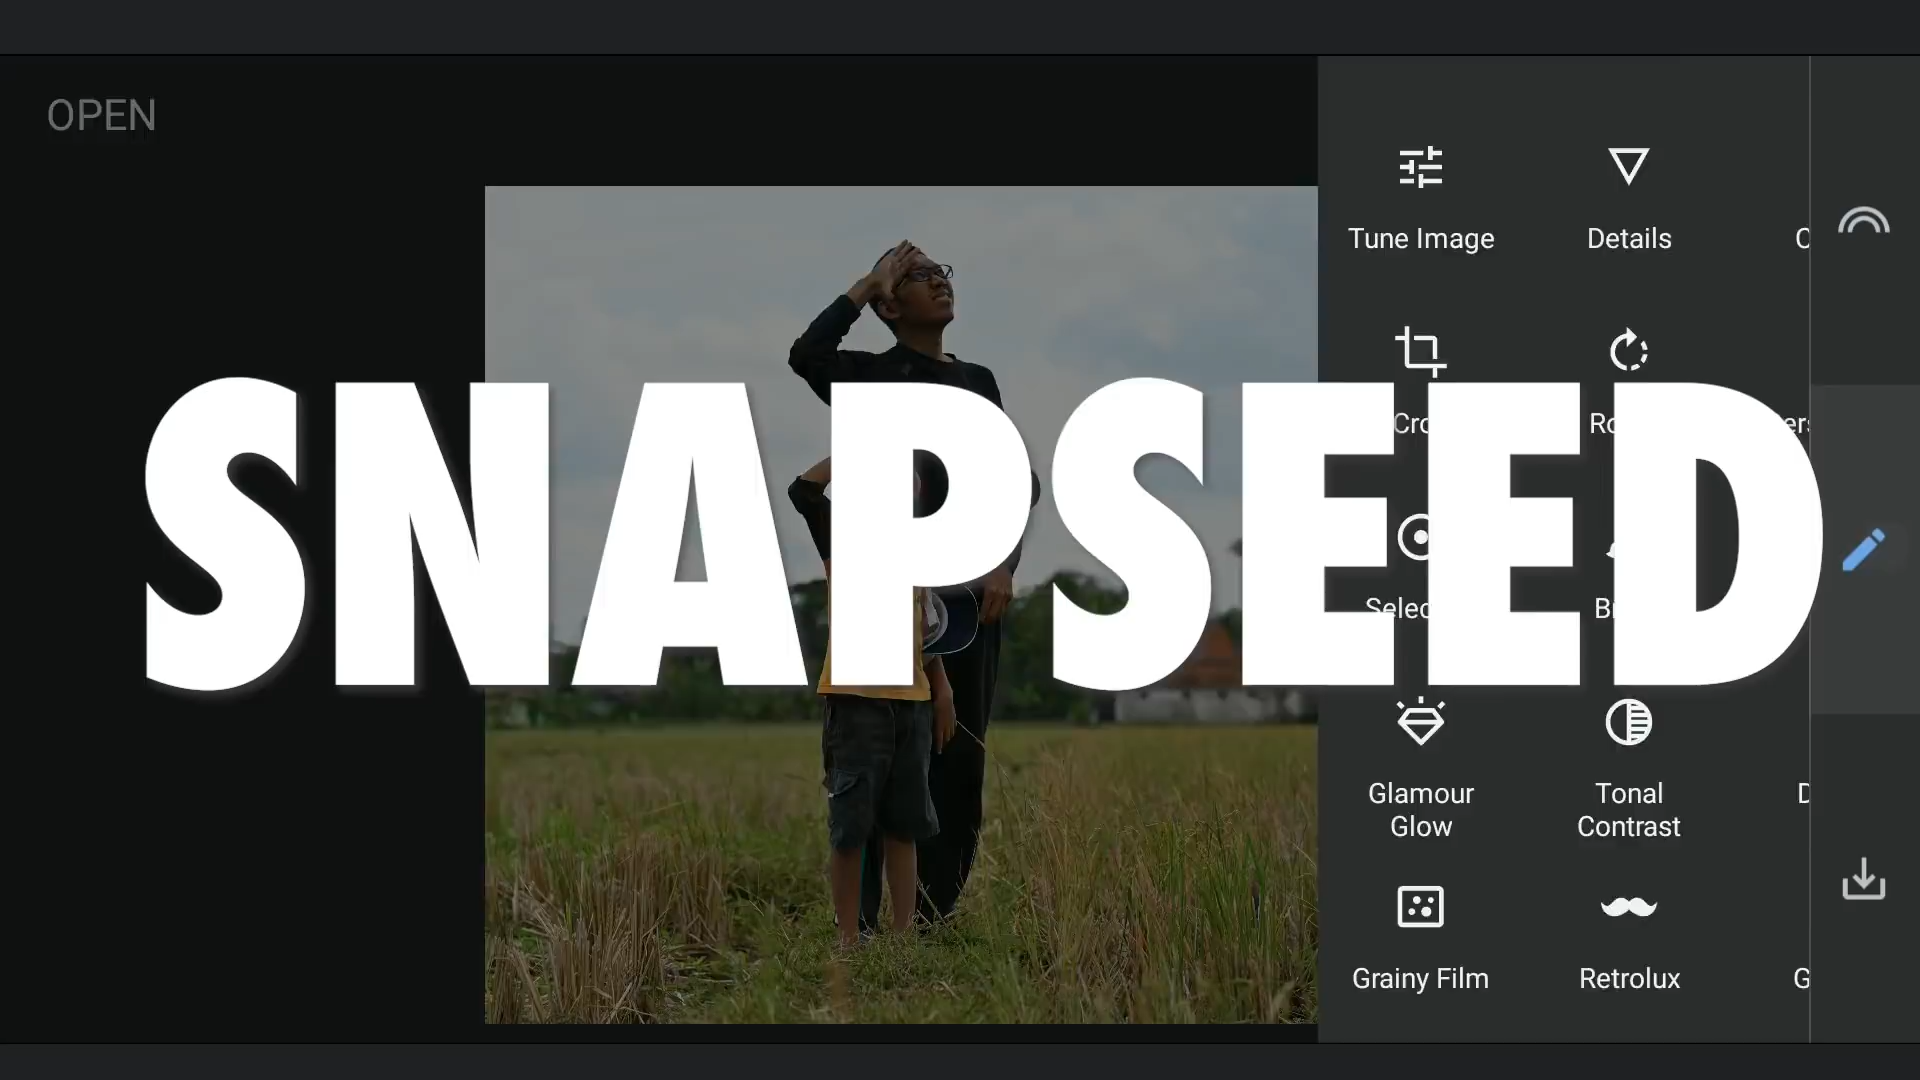 OPEN
Tune Image
Details
SNAPSEED
Glamour
Glow
Tonal
Contrast
Grainy Film
Retrolux